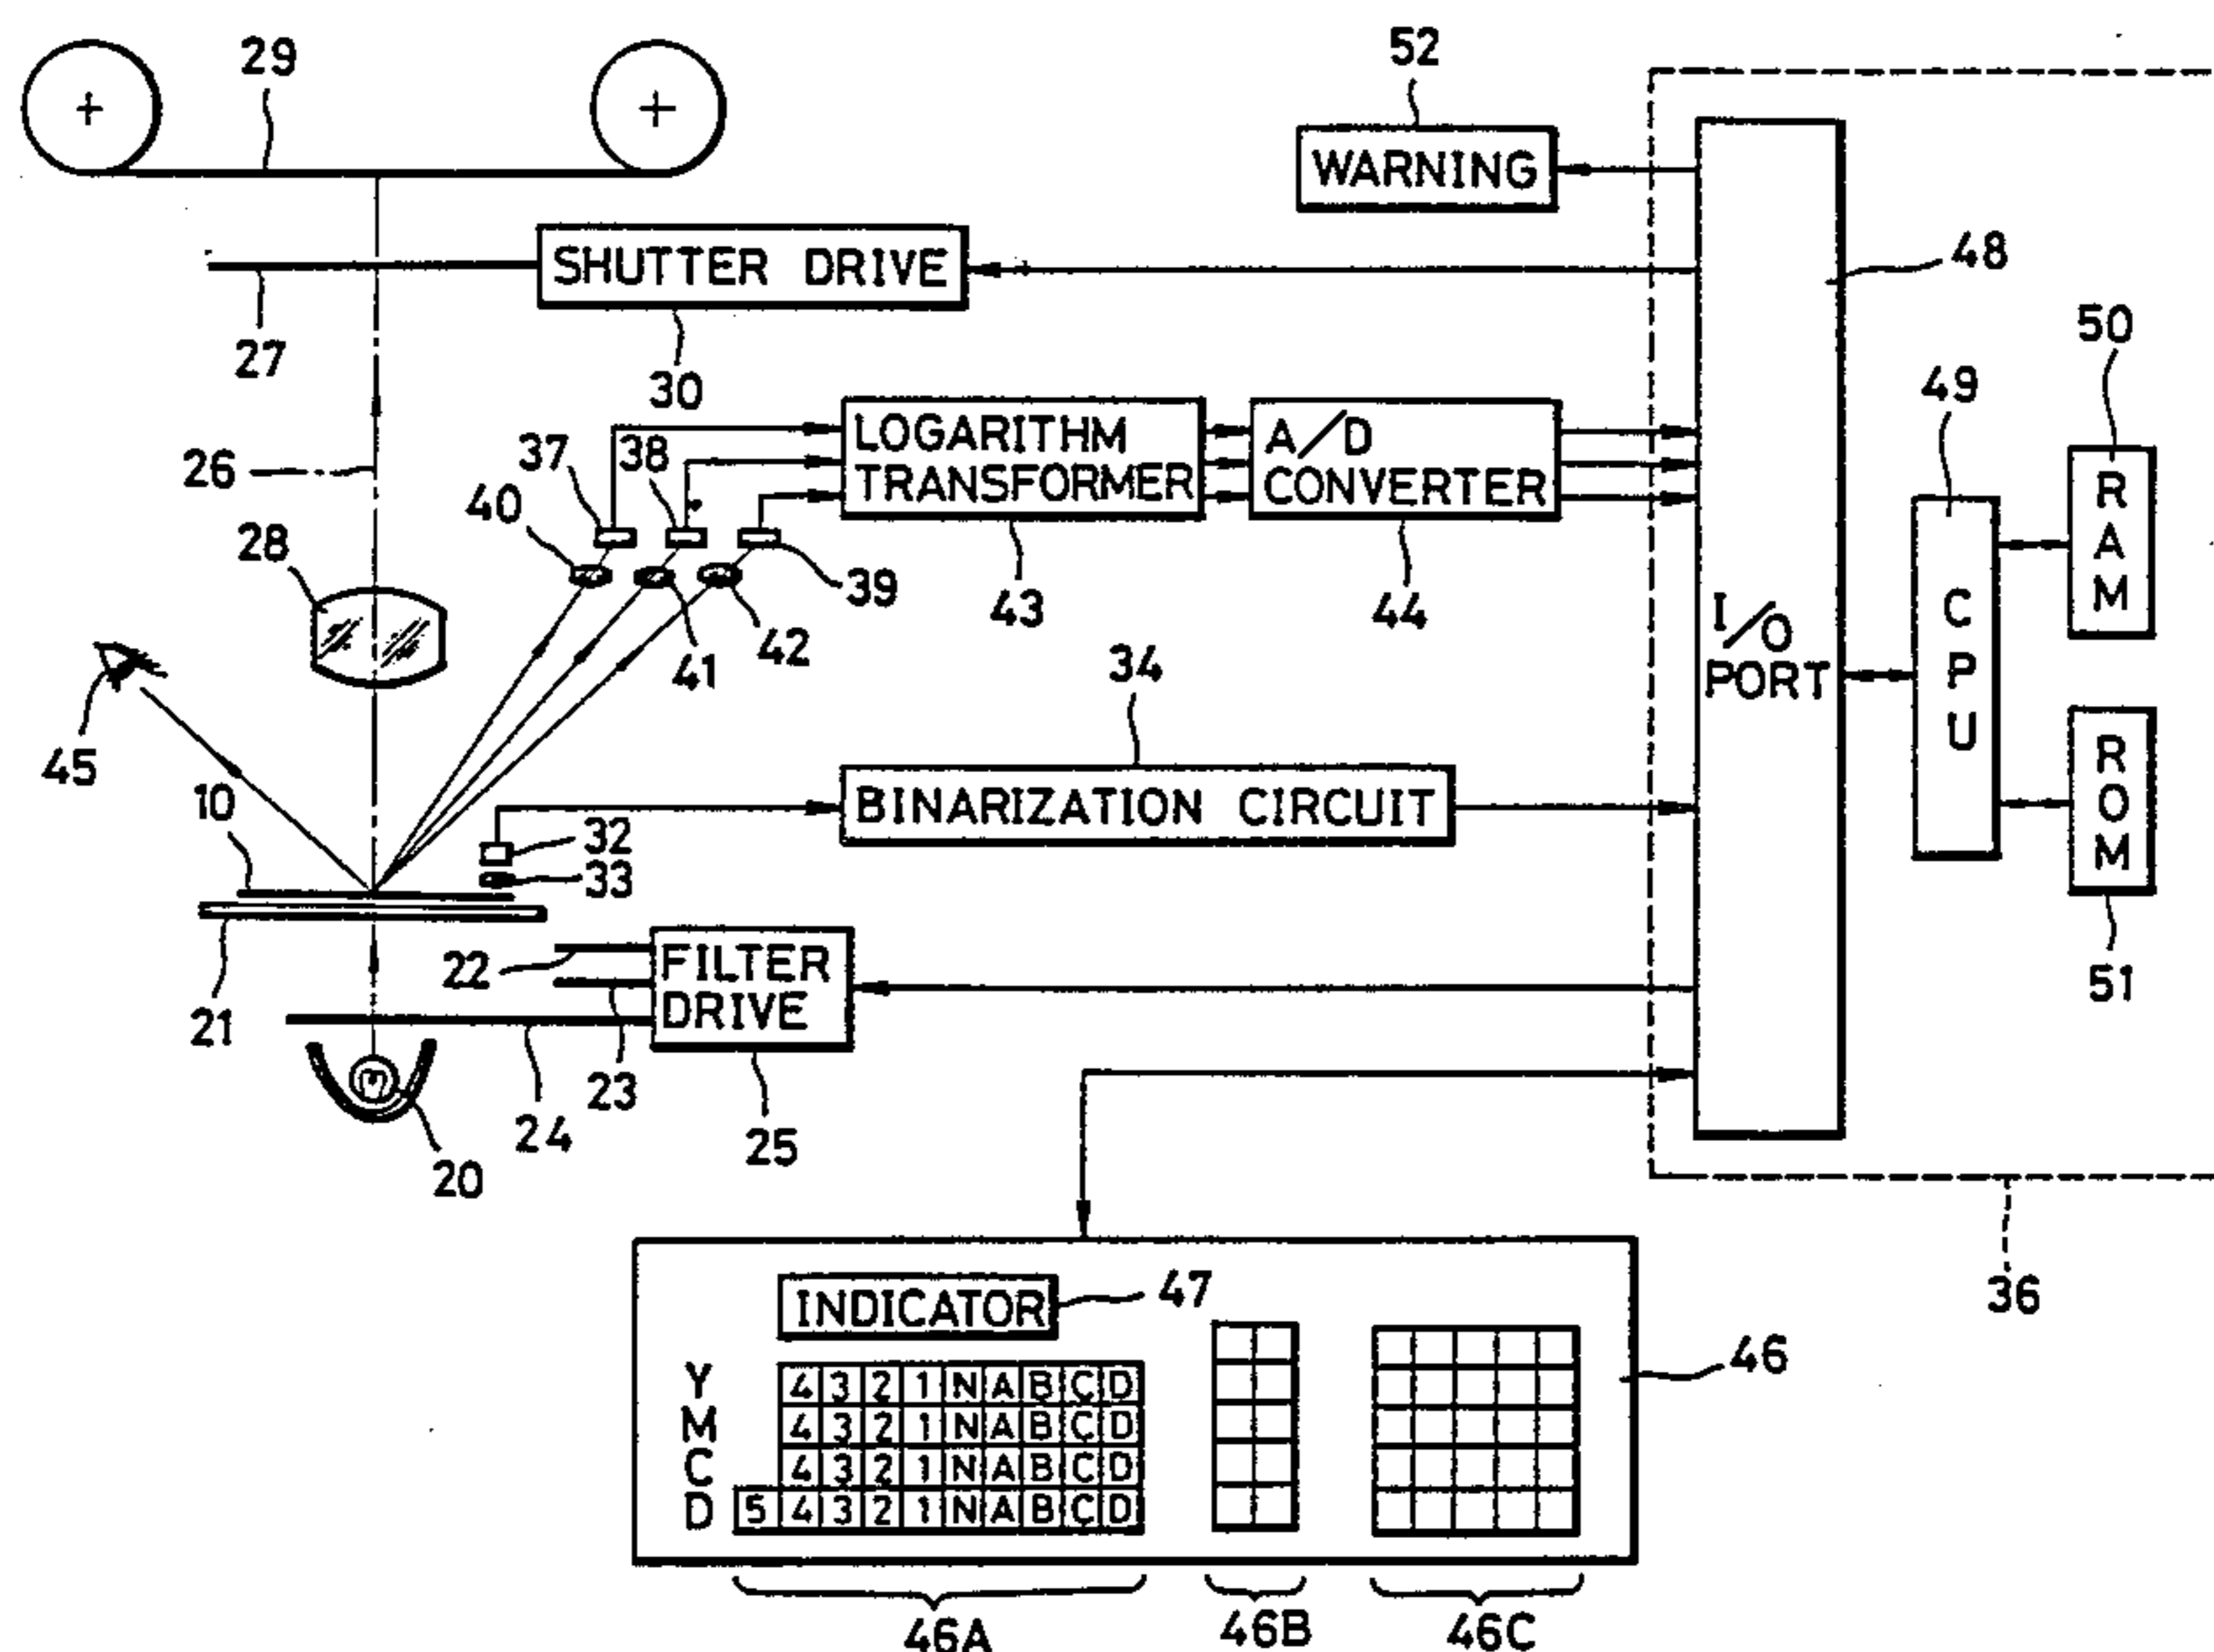 29
52
WARNING
SHUTTER DRIVE
48
27
30
50
49
26
37
38
LOGARITHM
TRANSFORMER
A/D
CONVERTER
RAM
40
28
39
43
44
CPU
I/O
PORT
41
42
34
45
10
32
BINARIZATION CIRCUIT
ROM
33
22
FILTER
DRIVE
51
21
23
24
25
20
36
INDICATOR
47
46
Y 4 3 2 1 N A B C D
M 4 3 2 1 N A B C D
C 4 3 2 1 N A B C D
D 5 4 3 2 1 N A B C D
46A
46B
46C